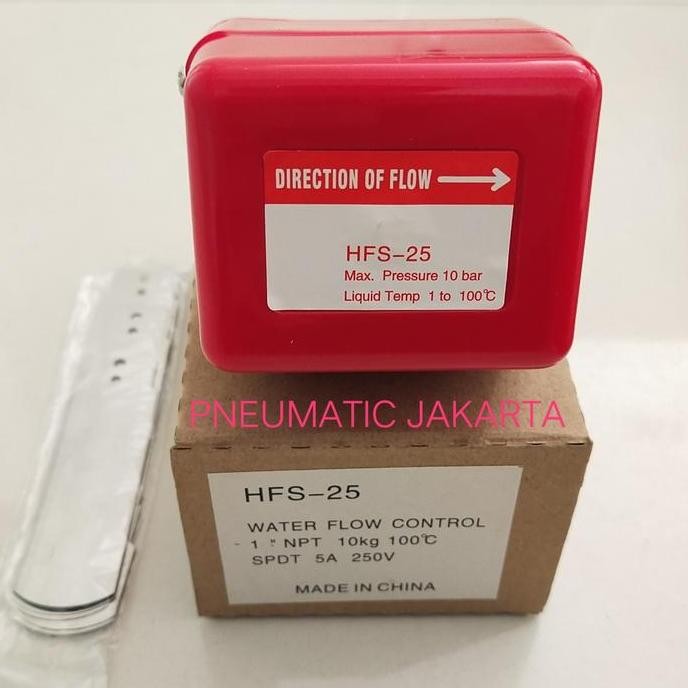 DIRECTION OF FLOW
HFS-25
Max. Pressure 10 bar
Liquid Temp 1 to 100℃
PNEUMATIC JAKARTA
HFS-25
WATER FLOW CONTROL
1" NPT 10kg 100℃
SPDT 5A 250V
MADE IN CHINA